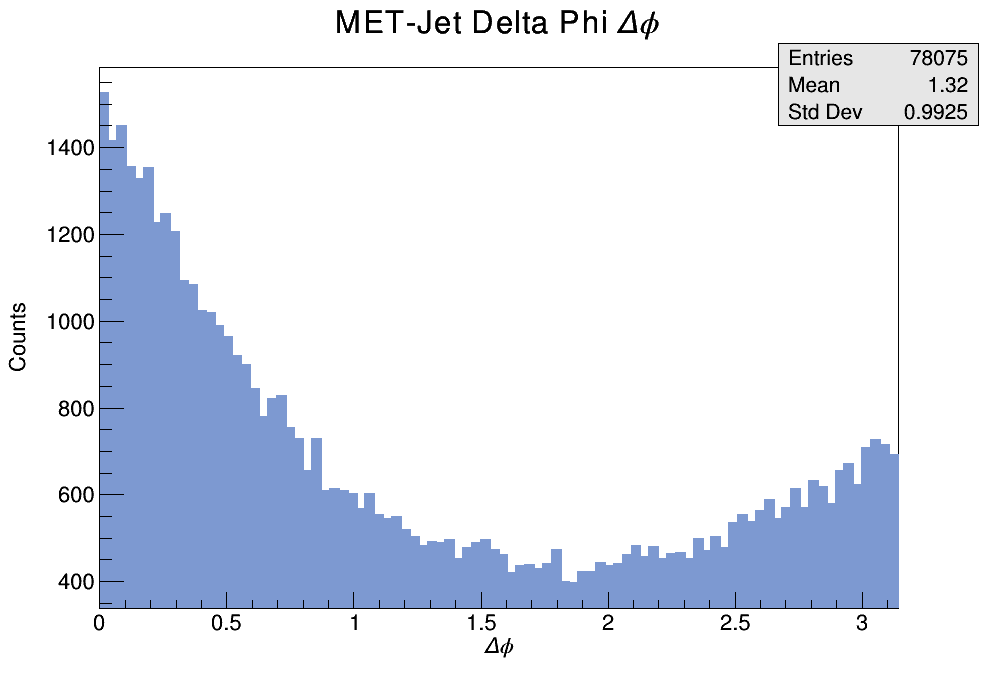 MET-Jet Delta Phi Δϕ
Entries 78075
Mean 1.32
Std Dev 0.9925
1400
1200
1000
800
600
400
Counts
0 0.5 1 1.5 2 2.5 3
Δϕ